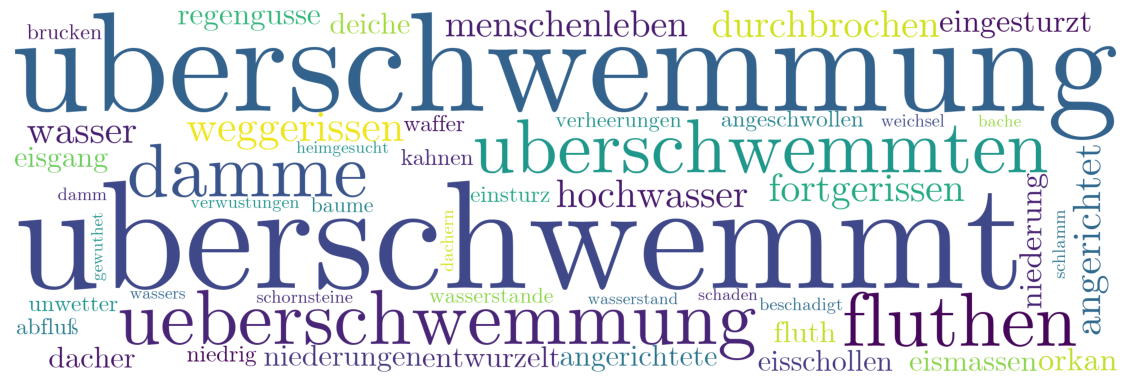 regengusse
deiche
menschenleben
durchbrochen
eingesturzt
brucken
uberschwemmung
wasser
weggerissen
waffer
verheerungen
angeschwollen
weichsel
bache
eisgang
heimgesucht
kahnen
uberschwemmten
damme
damm
verwustungen
baume
einsturz
hochwasser
fortgerissen
niederung
angerichtet
schlamm
gewuthet
dachern
uberschwemmt
unwetter
wassers
schornsteine
wasserstande
wasserstand
schaden
beschadigt
abfluß
ueberschwemmung
fluth
fluthen
dacher
niedrig
niederungen
entwurzelt
angerichtete
eisschollen
eismassen
orkan